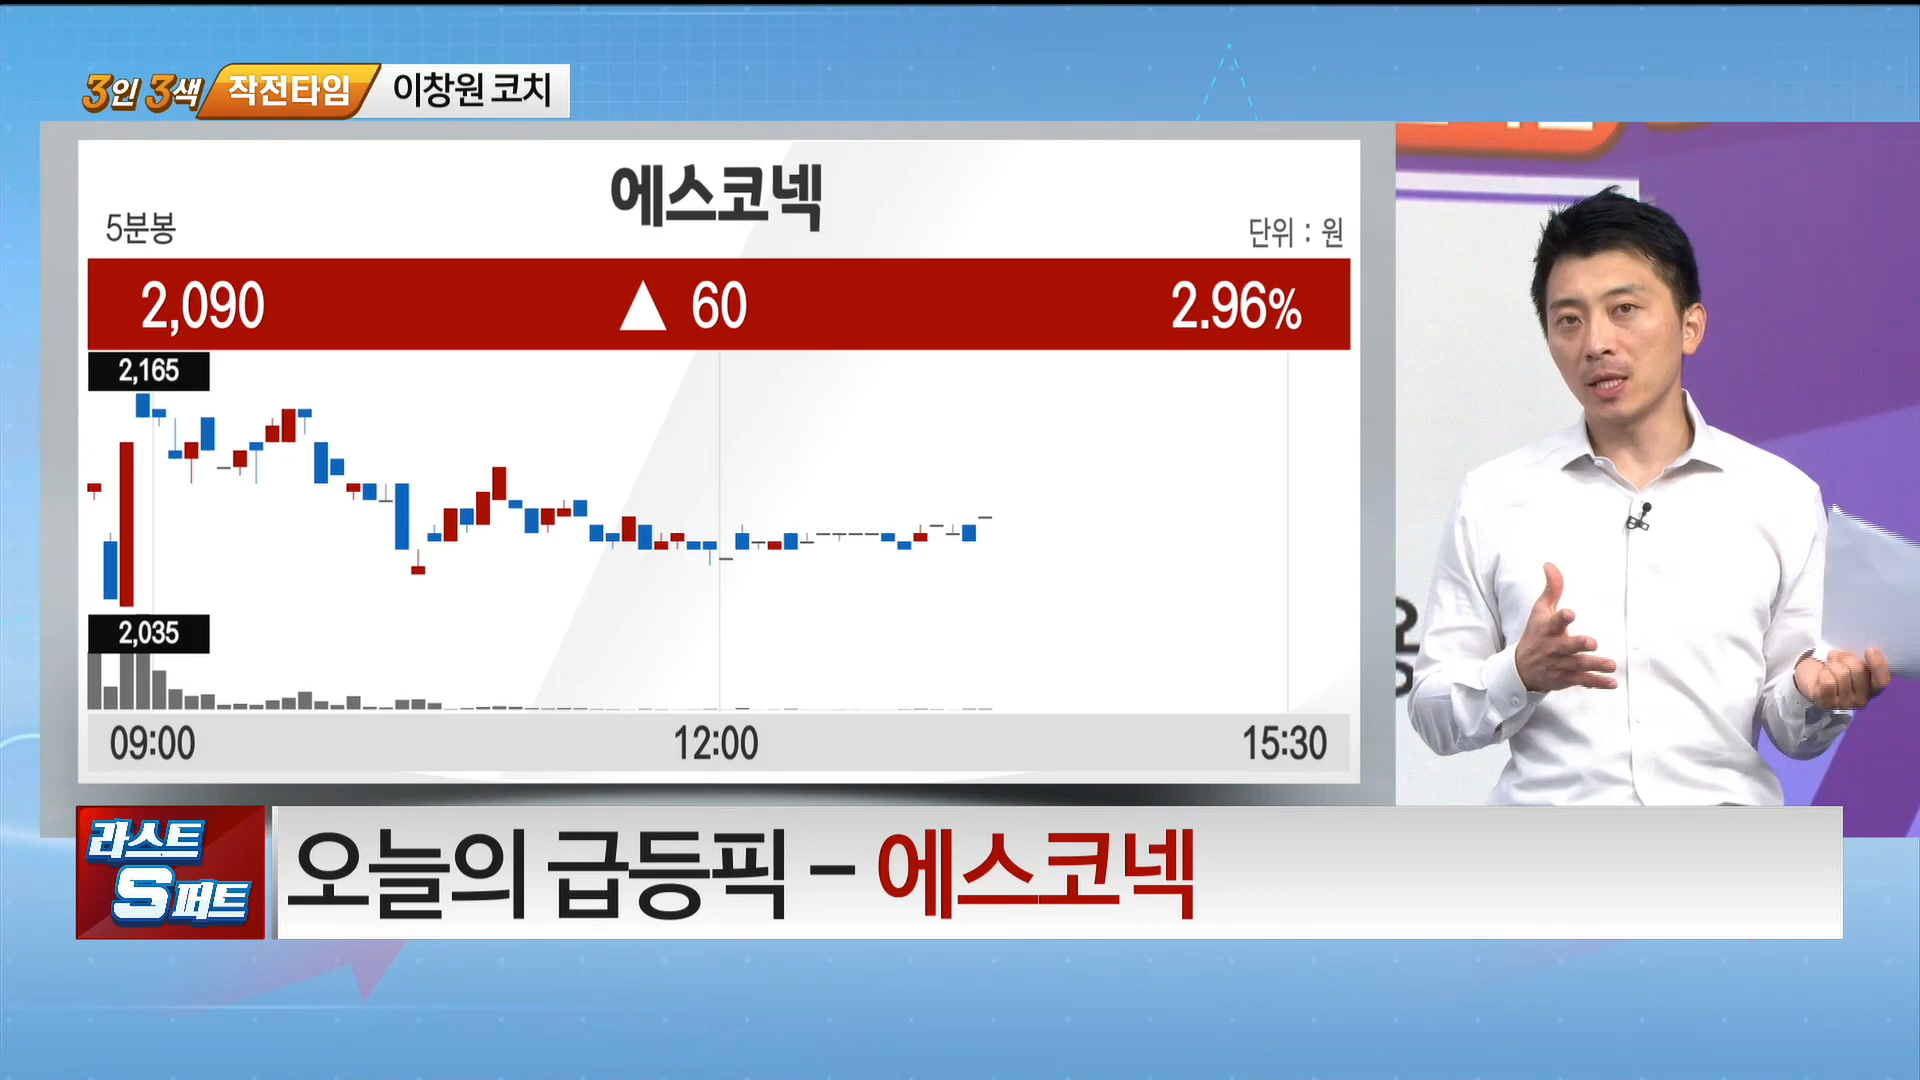 3인 3색 작전타임 이창원 코치
에스코넥
5분봉
단위 : 원
2,090 ▲ 60 2.96%
2,165
2,035
09:00 12:00 15:30
라스트
S퍼트
오늘의 급등픽 - 에스코넥